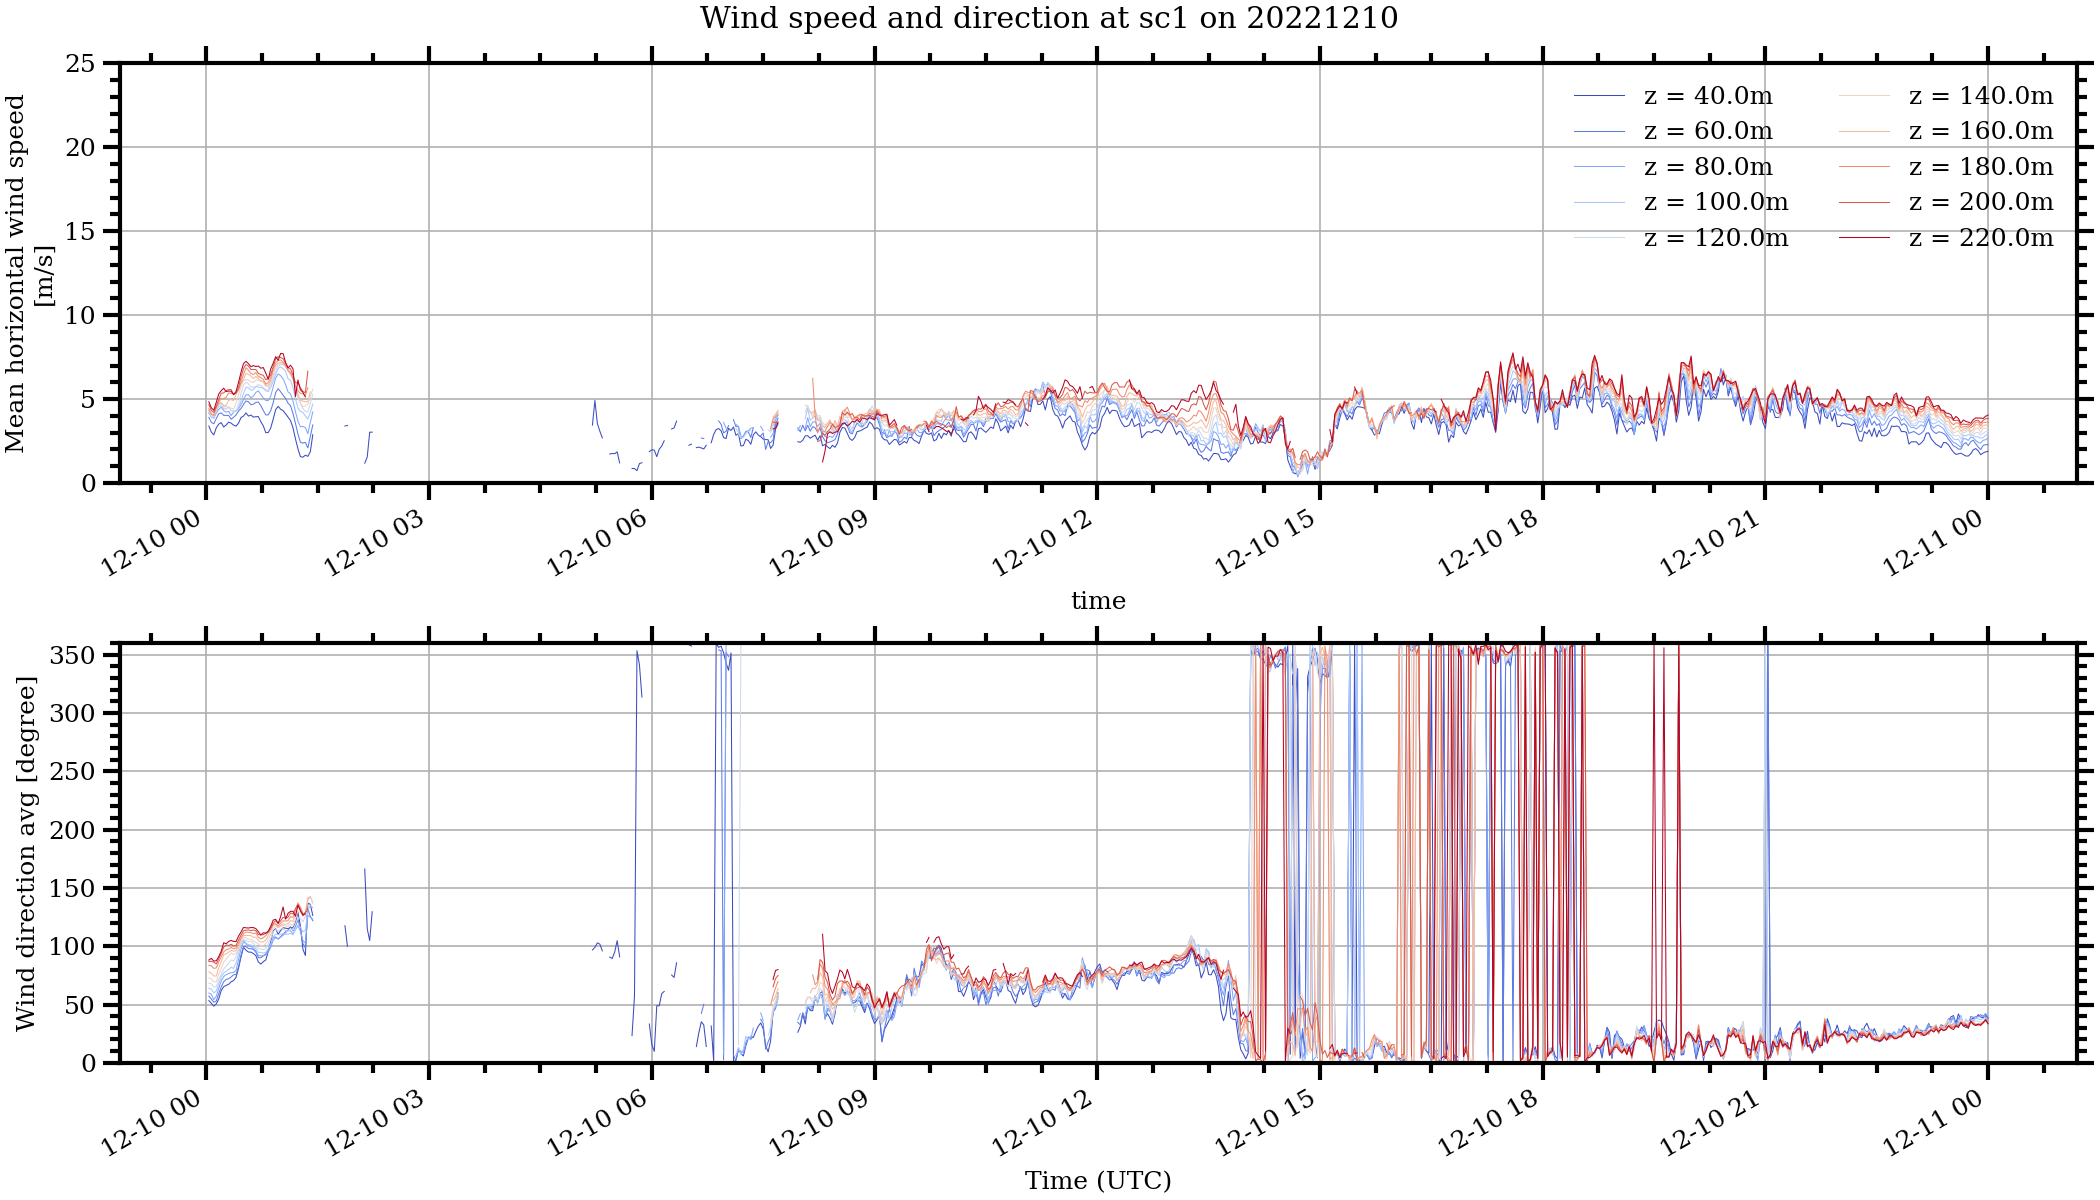 Wind speed and direction at sc1 on 20221210
Mean horizontal wind speed
[m/s]
25
20
15
10
5
0
z = 40.0m
z = 60.0m
z = 80.0m
z = 100.0m
z = 120.0m
z = 140.0m
z = 160.0m
z = 180.0m
z = 200.0m
z = 220.0m
12-10 00
12-10 03
12-10 06
12-10 09
12-10 12
12-10 15
12-10 18
12-10 21
12-11 00
time
Wind direction avg [degree]
350
300
250
200
150
100
50
0
12-10 00
12-10 03
12-10 06
12-10 09
12-10 12
12-10 15
12-10 18
12-10 21
12-11 00
Time (UTC)